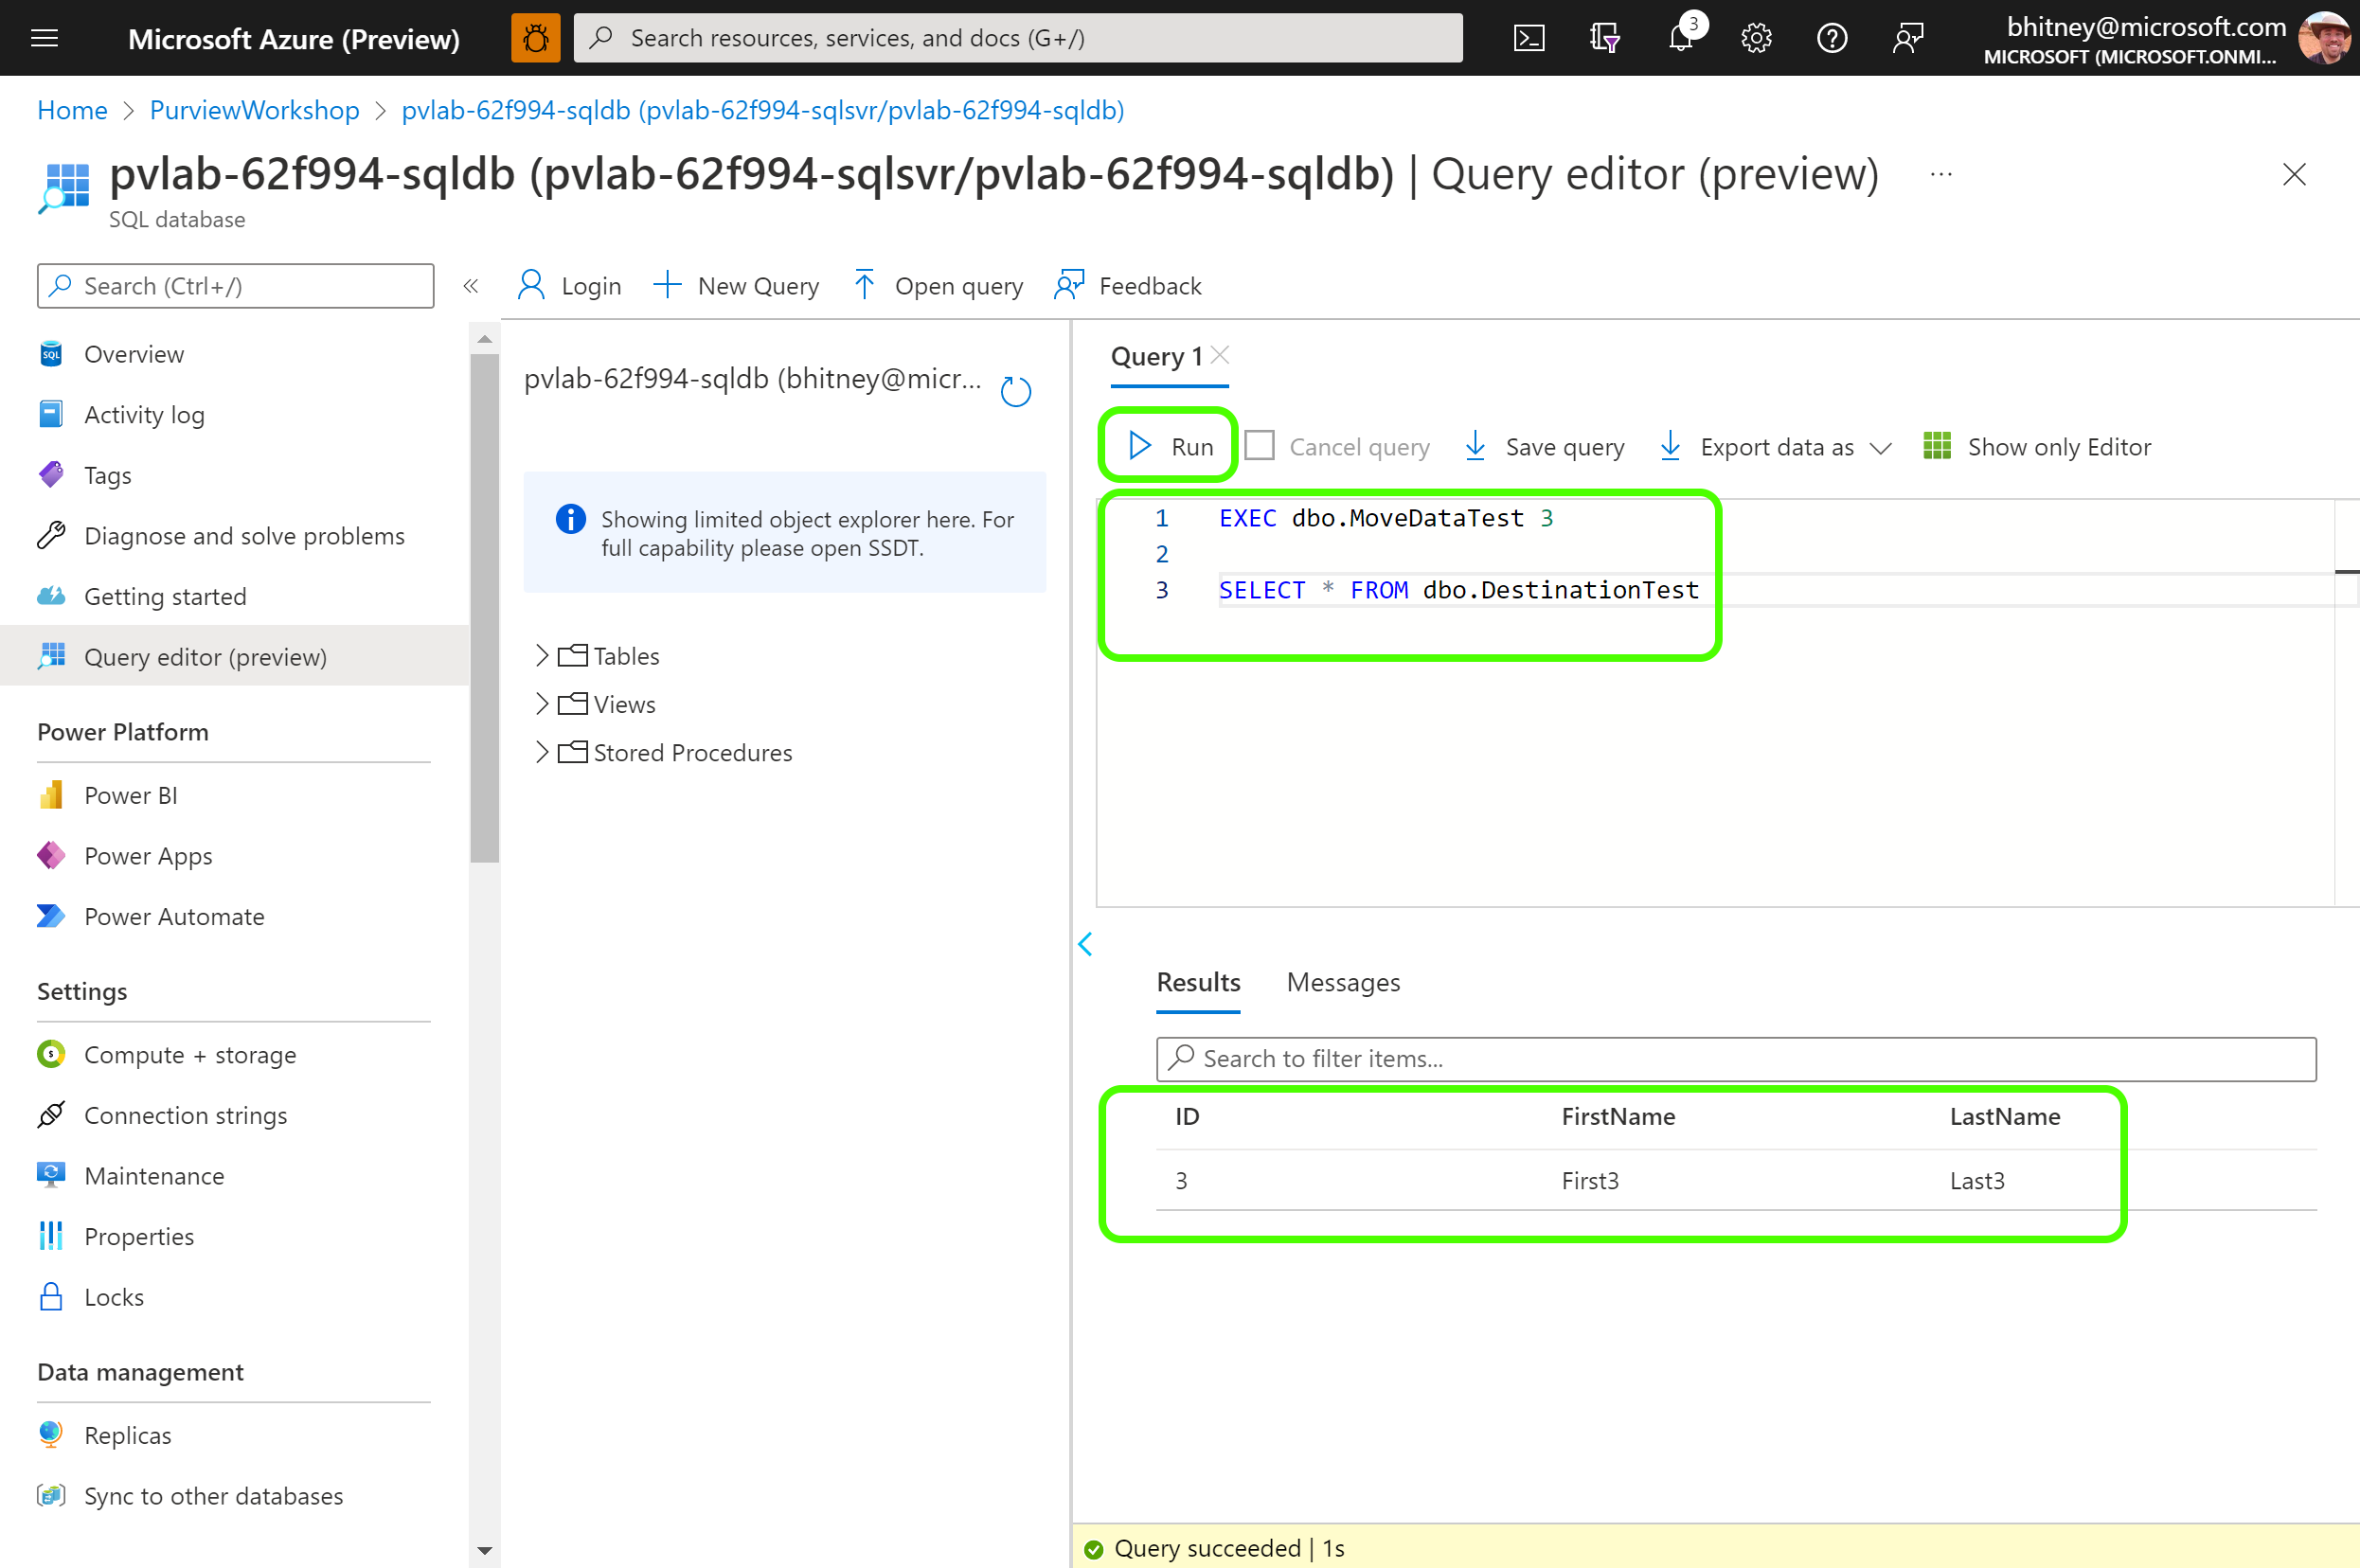 Microsoft Azure (Preview)
Search resources, services, and docs (G+/)
3
bhitney@microsoft.com
MICROSOFT (MICROSOFT.ONMI...
Home > PurviewWorkshop > pvlab-62f994-sqldb (pvlab-62f994-sqlsvr/pvlab-62f994-sqldb)
pvlab-62f994-sqldb (pvlab-62f994-sqlsvr/pvlab-62f994-sqldb) | Query editor (preview) ...
SQL database
Search (Ctrl+/)
Overview
Activity log
Tags
Diagnose and solve problems
Getting started
Query editor (preview)
Power Platform
Power BI
Power Apps
Power Automate
Settings
Compute + storage
Connection strings
Maintenance
Properties
Locks
Data management
Replicas
Sync to other databases
Login
New Query
Open query
Feedback
pvlab-62f994-sqldb (bhitney@micr...
Showing limited object explorer here. For
full capability please open SSDT.
Tables
Views
Stored Procedures
Query 1
Run
Cancel query
Save query
Export data as
Show only Editor
1 EXEC dbo.MoveDataTest 3
2
3 SELECT * FROM dbo.DestinationTest
Results
Messages
Search to filter items...
ID FirstName LastName
3 First3 Last3
Query succeeded | 1s